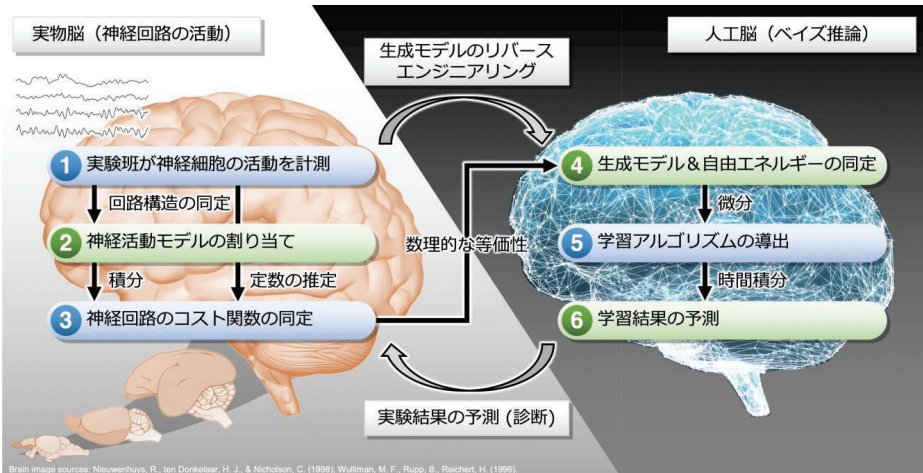 実物脳（神経回路の活動）
生成モデルのリバース
エンジニアリング
人工脳（ベイズ推論）
1 実験班が神経細胞の活動を計測
回路構造の同定
2 神経活動モデルの割り当て
積分
定数の推定
3 神経回路のコスト関数の同定
数理的な等価性
4 生成モデル＆自由エネルギーの同定
微分
5 学習アルゴリズムの導出
時間積分
6 学習結果の予測
実験結果の予測 (診断)
Brain image sources: Nieuwenhuys, R., ten Donkelaar, H. J., & Nicholson, C. (1998); Wulliman, M. F., Rupp, B., Reichert, H. (1996).